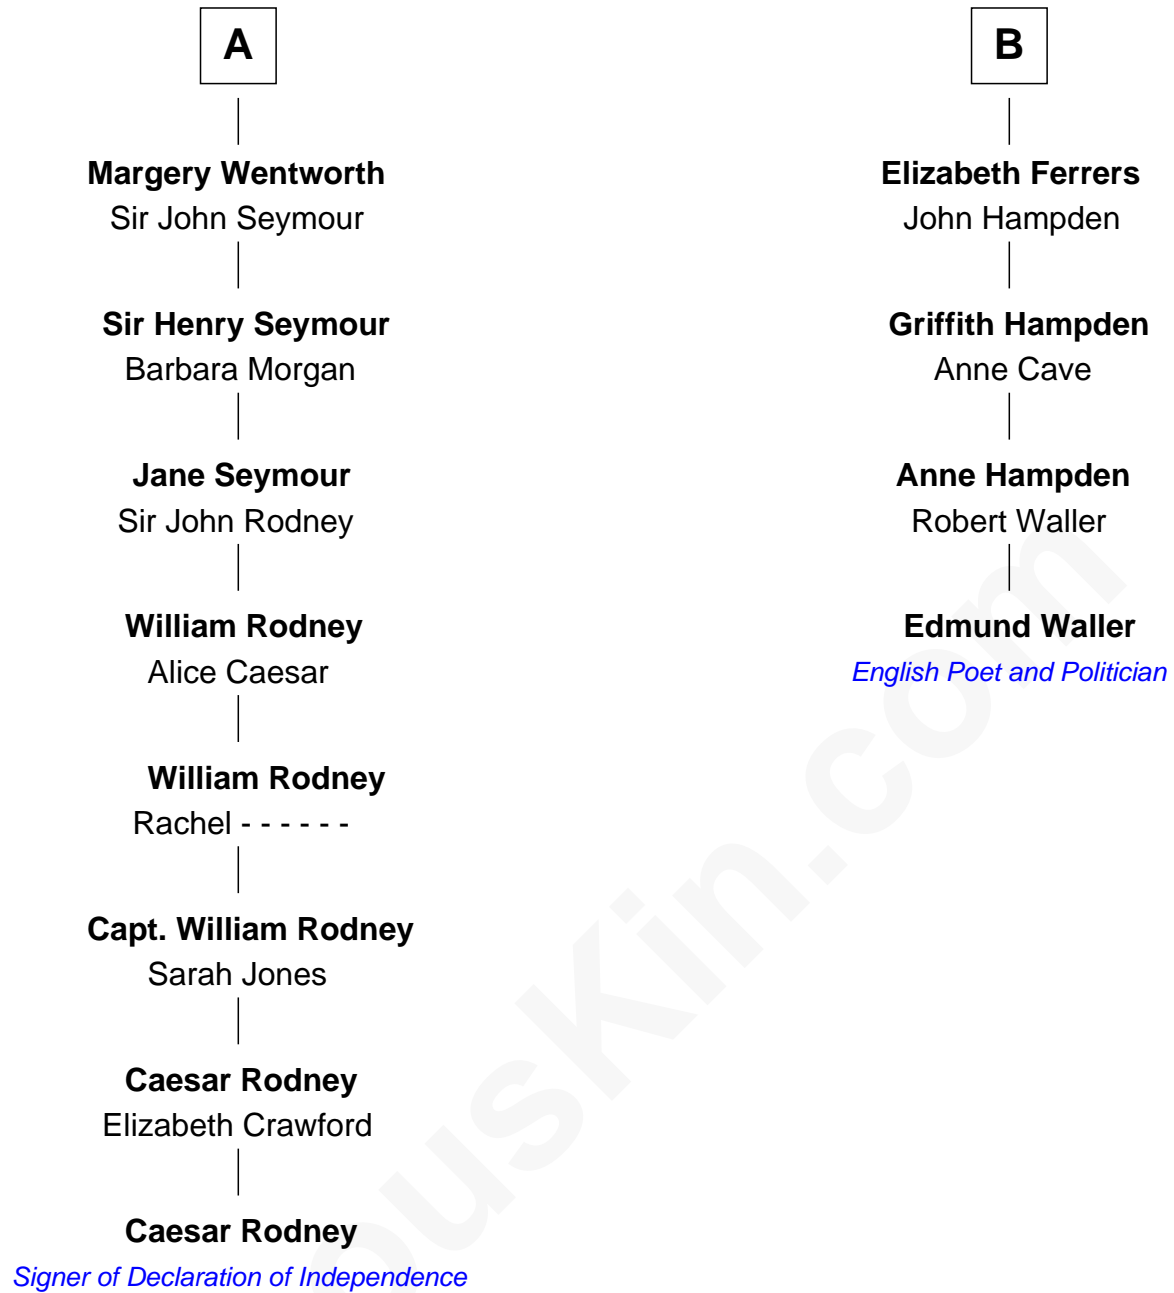 A
Margery Wentworth
Sir John Seymour
Sir Henry Seymour
Barbara Morgan
Jane Seymour
Sir John Rodney
William Rodney
Alice Caesar
William Rodney
Rachel - - - - - -
Capt. William Rodney
Sarah Jones
Caesar Rodney
Elizabeth Crawford
Caesar Rodney
Signer of Declaration of Independence
B
Elizabeth Ferrers
John Hampden
Griffith Hampden
Anne Cave
Anne Hampden
Robert Waller
Edmund Waller
English Poet and Politician
ousKin.com